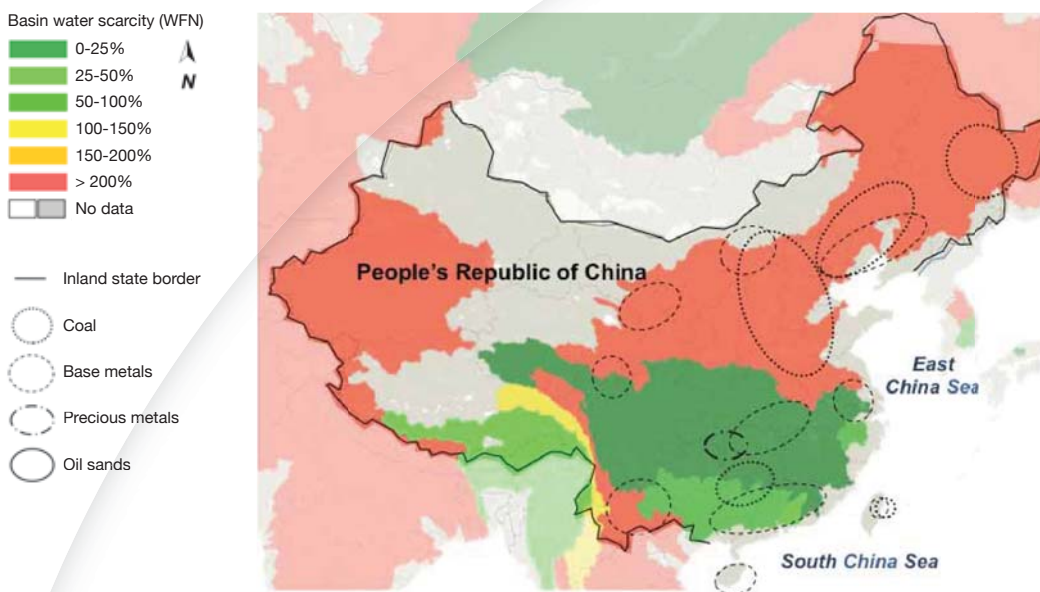 Basin water scarcity (WFN)
0-25%
25-50%
50-100%
100-150%
150-200%
> 200%
No data
N
Inland state border
Coal
Base metals
Precious metals
Oil sands
People's Republic of China
East
China Sea
South China Sea